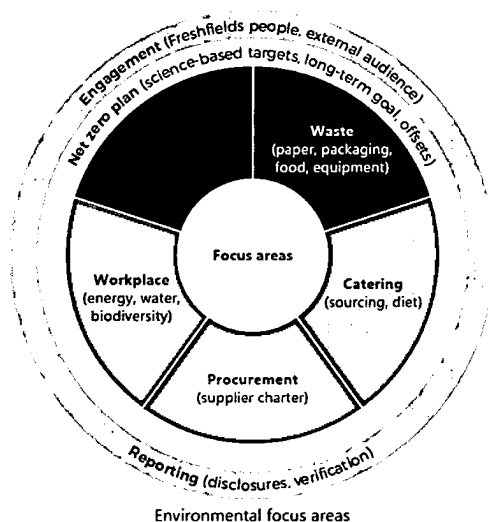 Engagement (Freshfields people, external audience)
Net zero plan (science-based targets, long-term goal, offsets)
Waste
(paper, packaging,
food, equipment)
Focus areas
Workplace
(energy, water,
biodiversity)
Catering
(sourcing, diet)
Procurement
(supplier charter)
Reporting (disclosures, verification)
Environmental focus areas